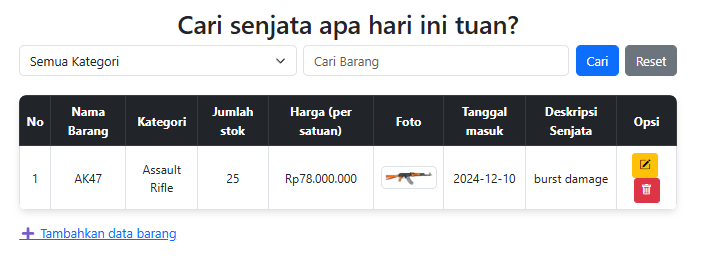 Cari senjata apa hari ini tuan?
Semua Kategori Cari Barang Cari Reset
No Nama Barang Kategori Jumlah stok Harga (per satuan) Foto Tanggal masuk Deskripsi Senjata Opsi
1 AK47 Assault Rifle 25 Rp78.000.000 2024-12-10 burst damage
Tambahkan data barang